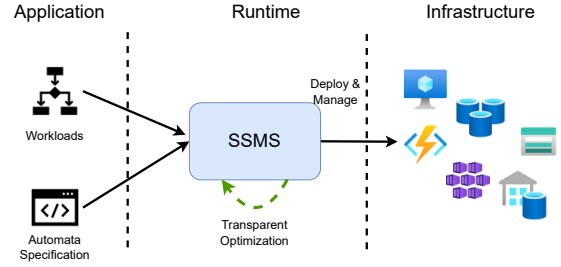 Application
Runtime
Infrastructure
Deploy &
Manage
Workloads
SSMS
Transparent
Optimization
Automata
Specification